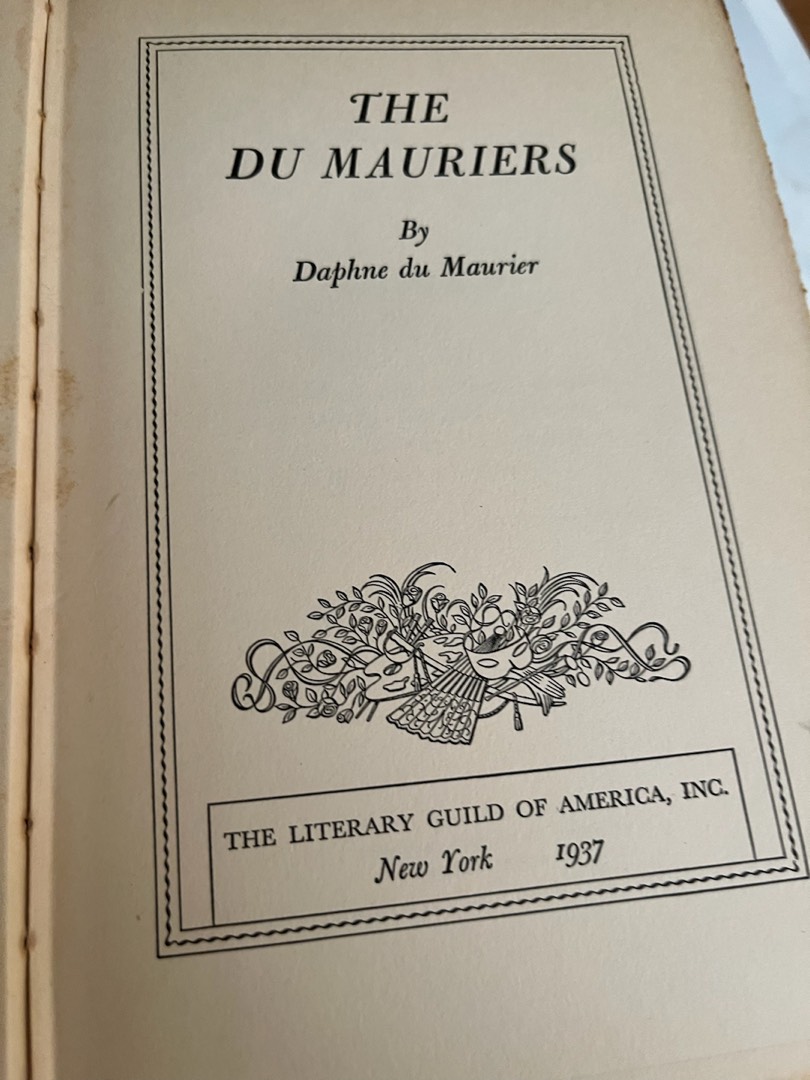 THE
DU MAURIERS
By
Daphne du Maurier
THE LITERARY GUILD OF AMERICA, INC.
New York 1937